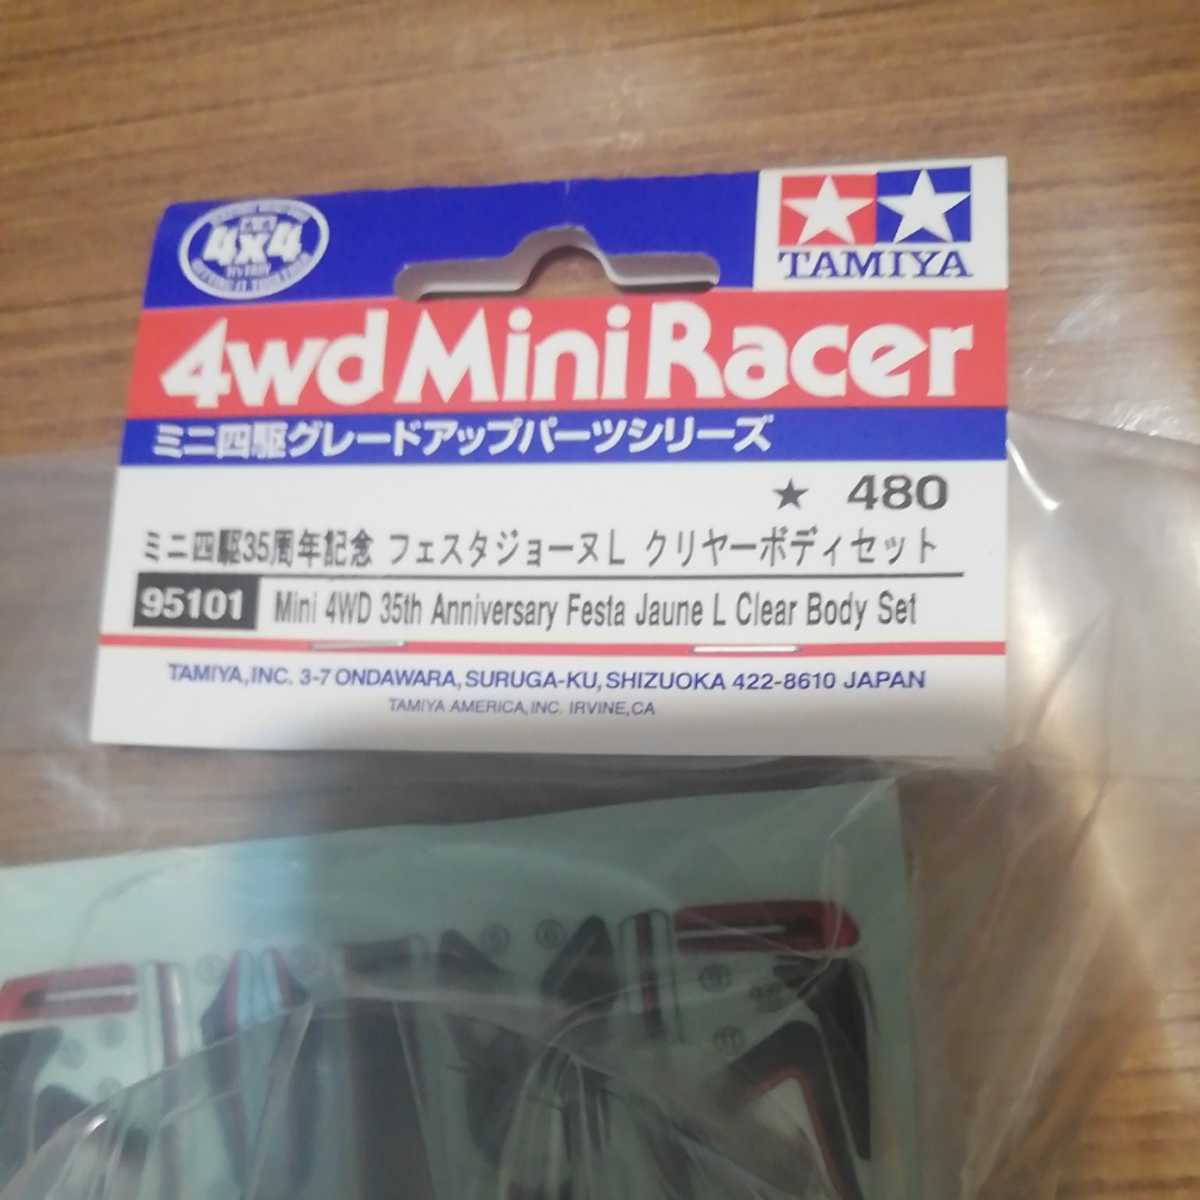 4x4
TAMIYA
4wd Mini Racer
ミニ四駆グレードアップパーツシリーズ
★ 480
ミニ四駆35周年記念 フェスタジョーヌL クリヤーボディセット
95101 Mini 4WD 35th Anniversary Festa Jaune L Clear Body Set
TAMIYA, INC. 3-7 ONDAWARA, SURUGA-KU, SHIZUOKA 422-8610 JAPAN
TAMIYA AMERICA, INC. IRVINE, CA